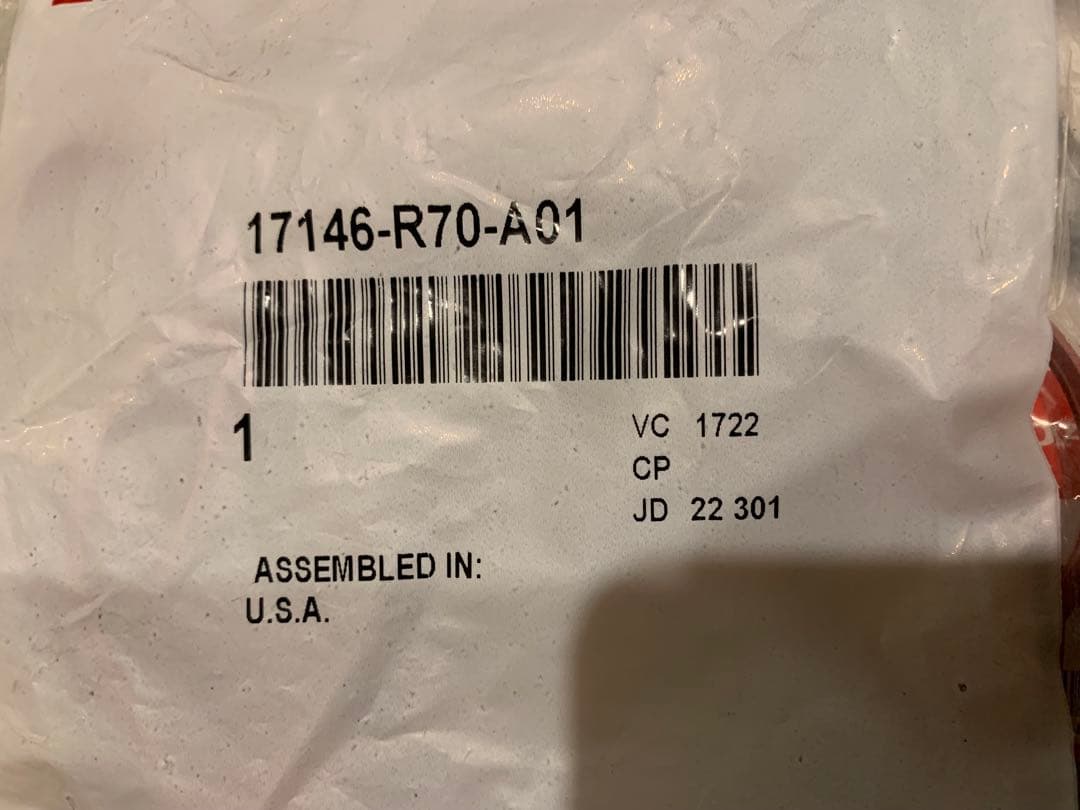 17146-R70-A01
1
VC 1722
CP
JD 22 301
ASSEMBLED IN:
U.S.A.